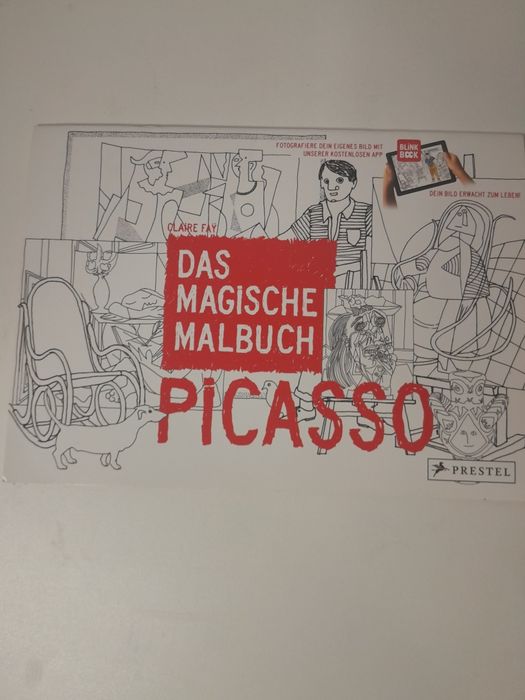 FOTOGRAFIERE DEIN EIGENES BILD MIT
UNSERER KOSTENLOSEN APP
BLINK
BOOK
DEIN BILD ERWACHT ZUM LEBEN!
CLAIRE FAŸ
DAS
MAGISCHE
MALBUCH
PiCASSO
PRESTEL